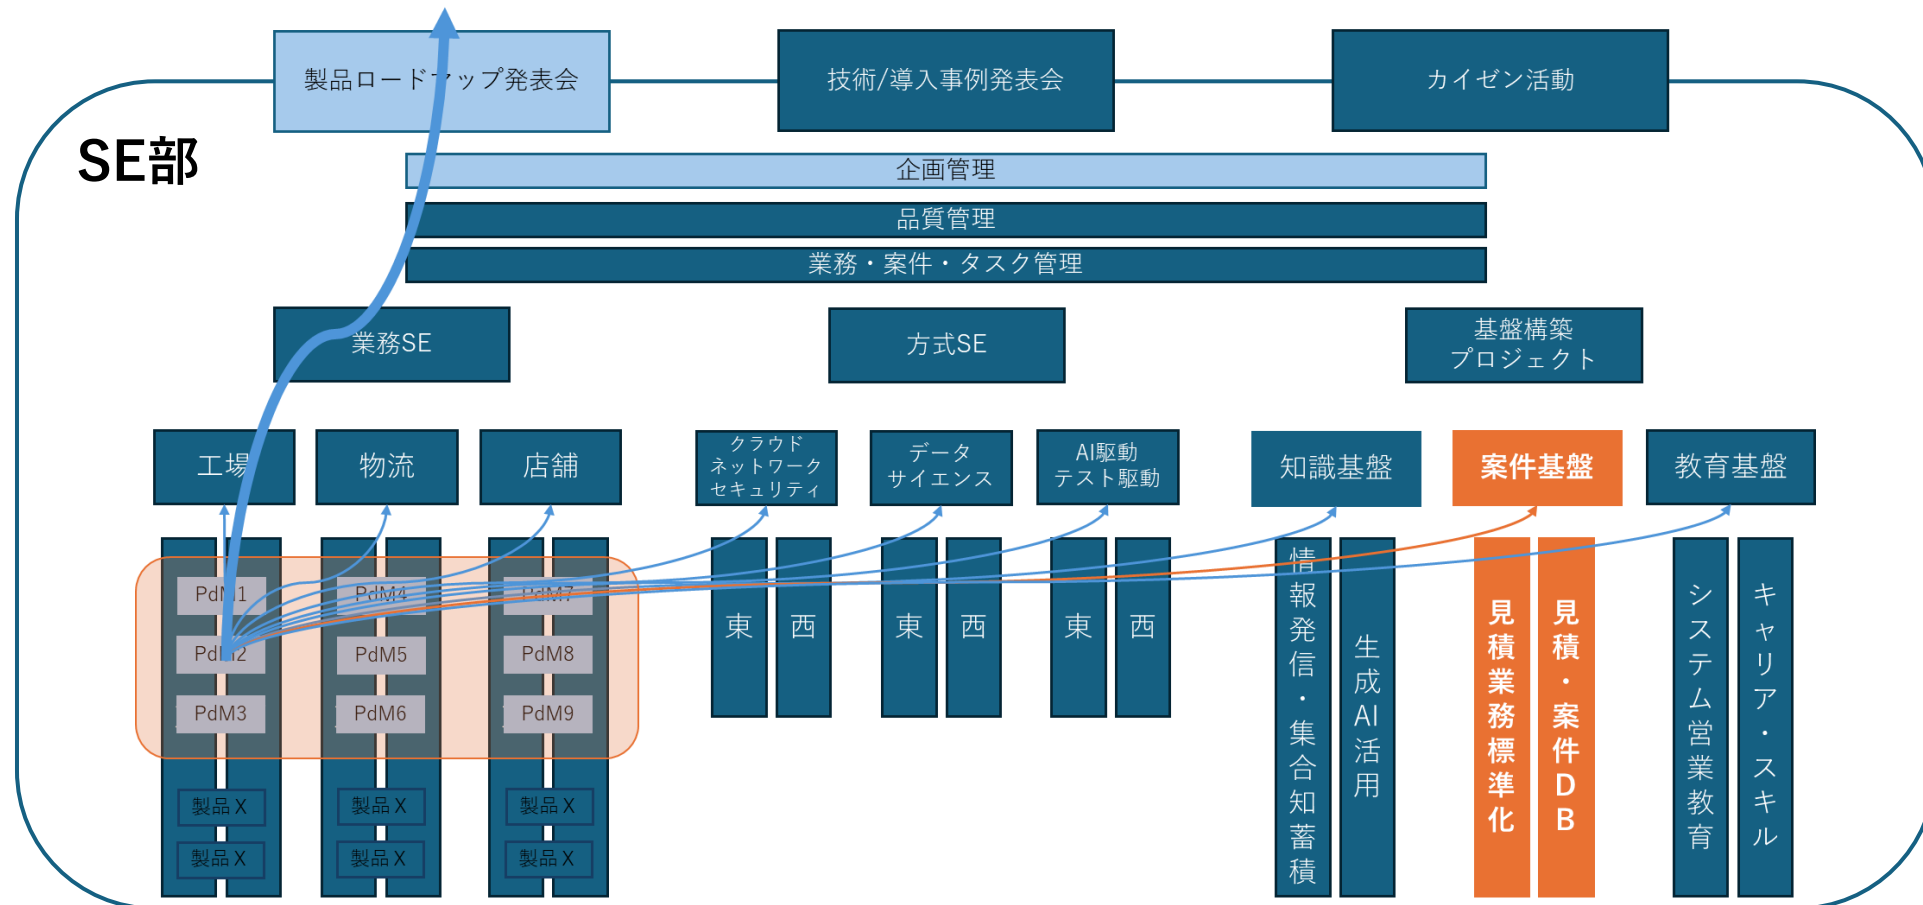 製品ロードマップ発表会
技術/導入事例発表会
カイゼン活動
SE部
企画管理
品質管理
業務・案件・タスク管理
業務SE
方式SE
基盤構築
プロジェクト
工場
物流
店舗
クラウド
ネットワーク
セキュリティ
データ
サイエンス
AI駆動
テスト駆動
知識基盤
案件基盤
教育基盤
PdM1
PdM2
PdM3
製品 X
製品 X
PdM4
PdM5
PdM6
製品 X
製品 X
PdM7
PdM8
PdM9
製品 X
製品 X
東
西
東
西
東
西
情報発信・集合知蓄積
生成AI活用
見積業務標準化
見積・案件DB
システム営業教育
キャリア・スキル